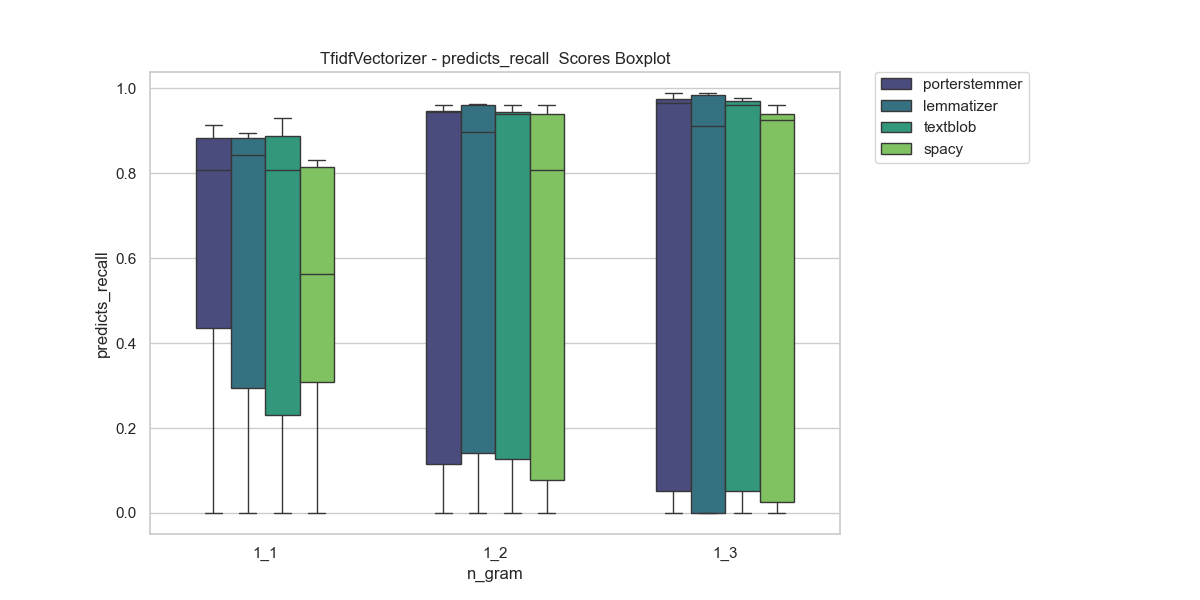 TfidfVectorizer - predicts_recall  Scores Boxplot
porterstemmer
lemmatizer
textblob
spacy
predicts_recall
1.0
0.8
0.6
0.4
0.2
0.0
1_1
1_2
1_3
n_gram